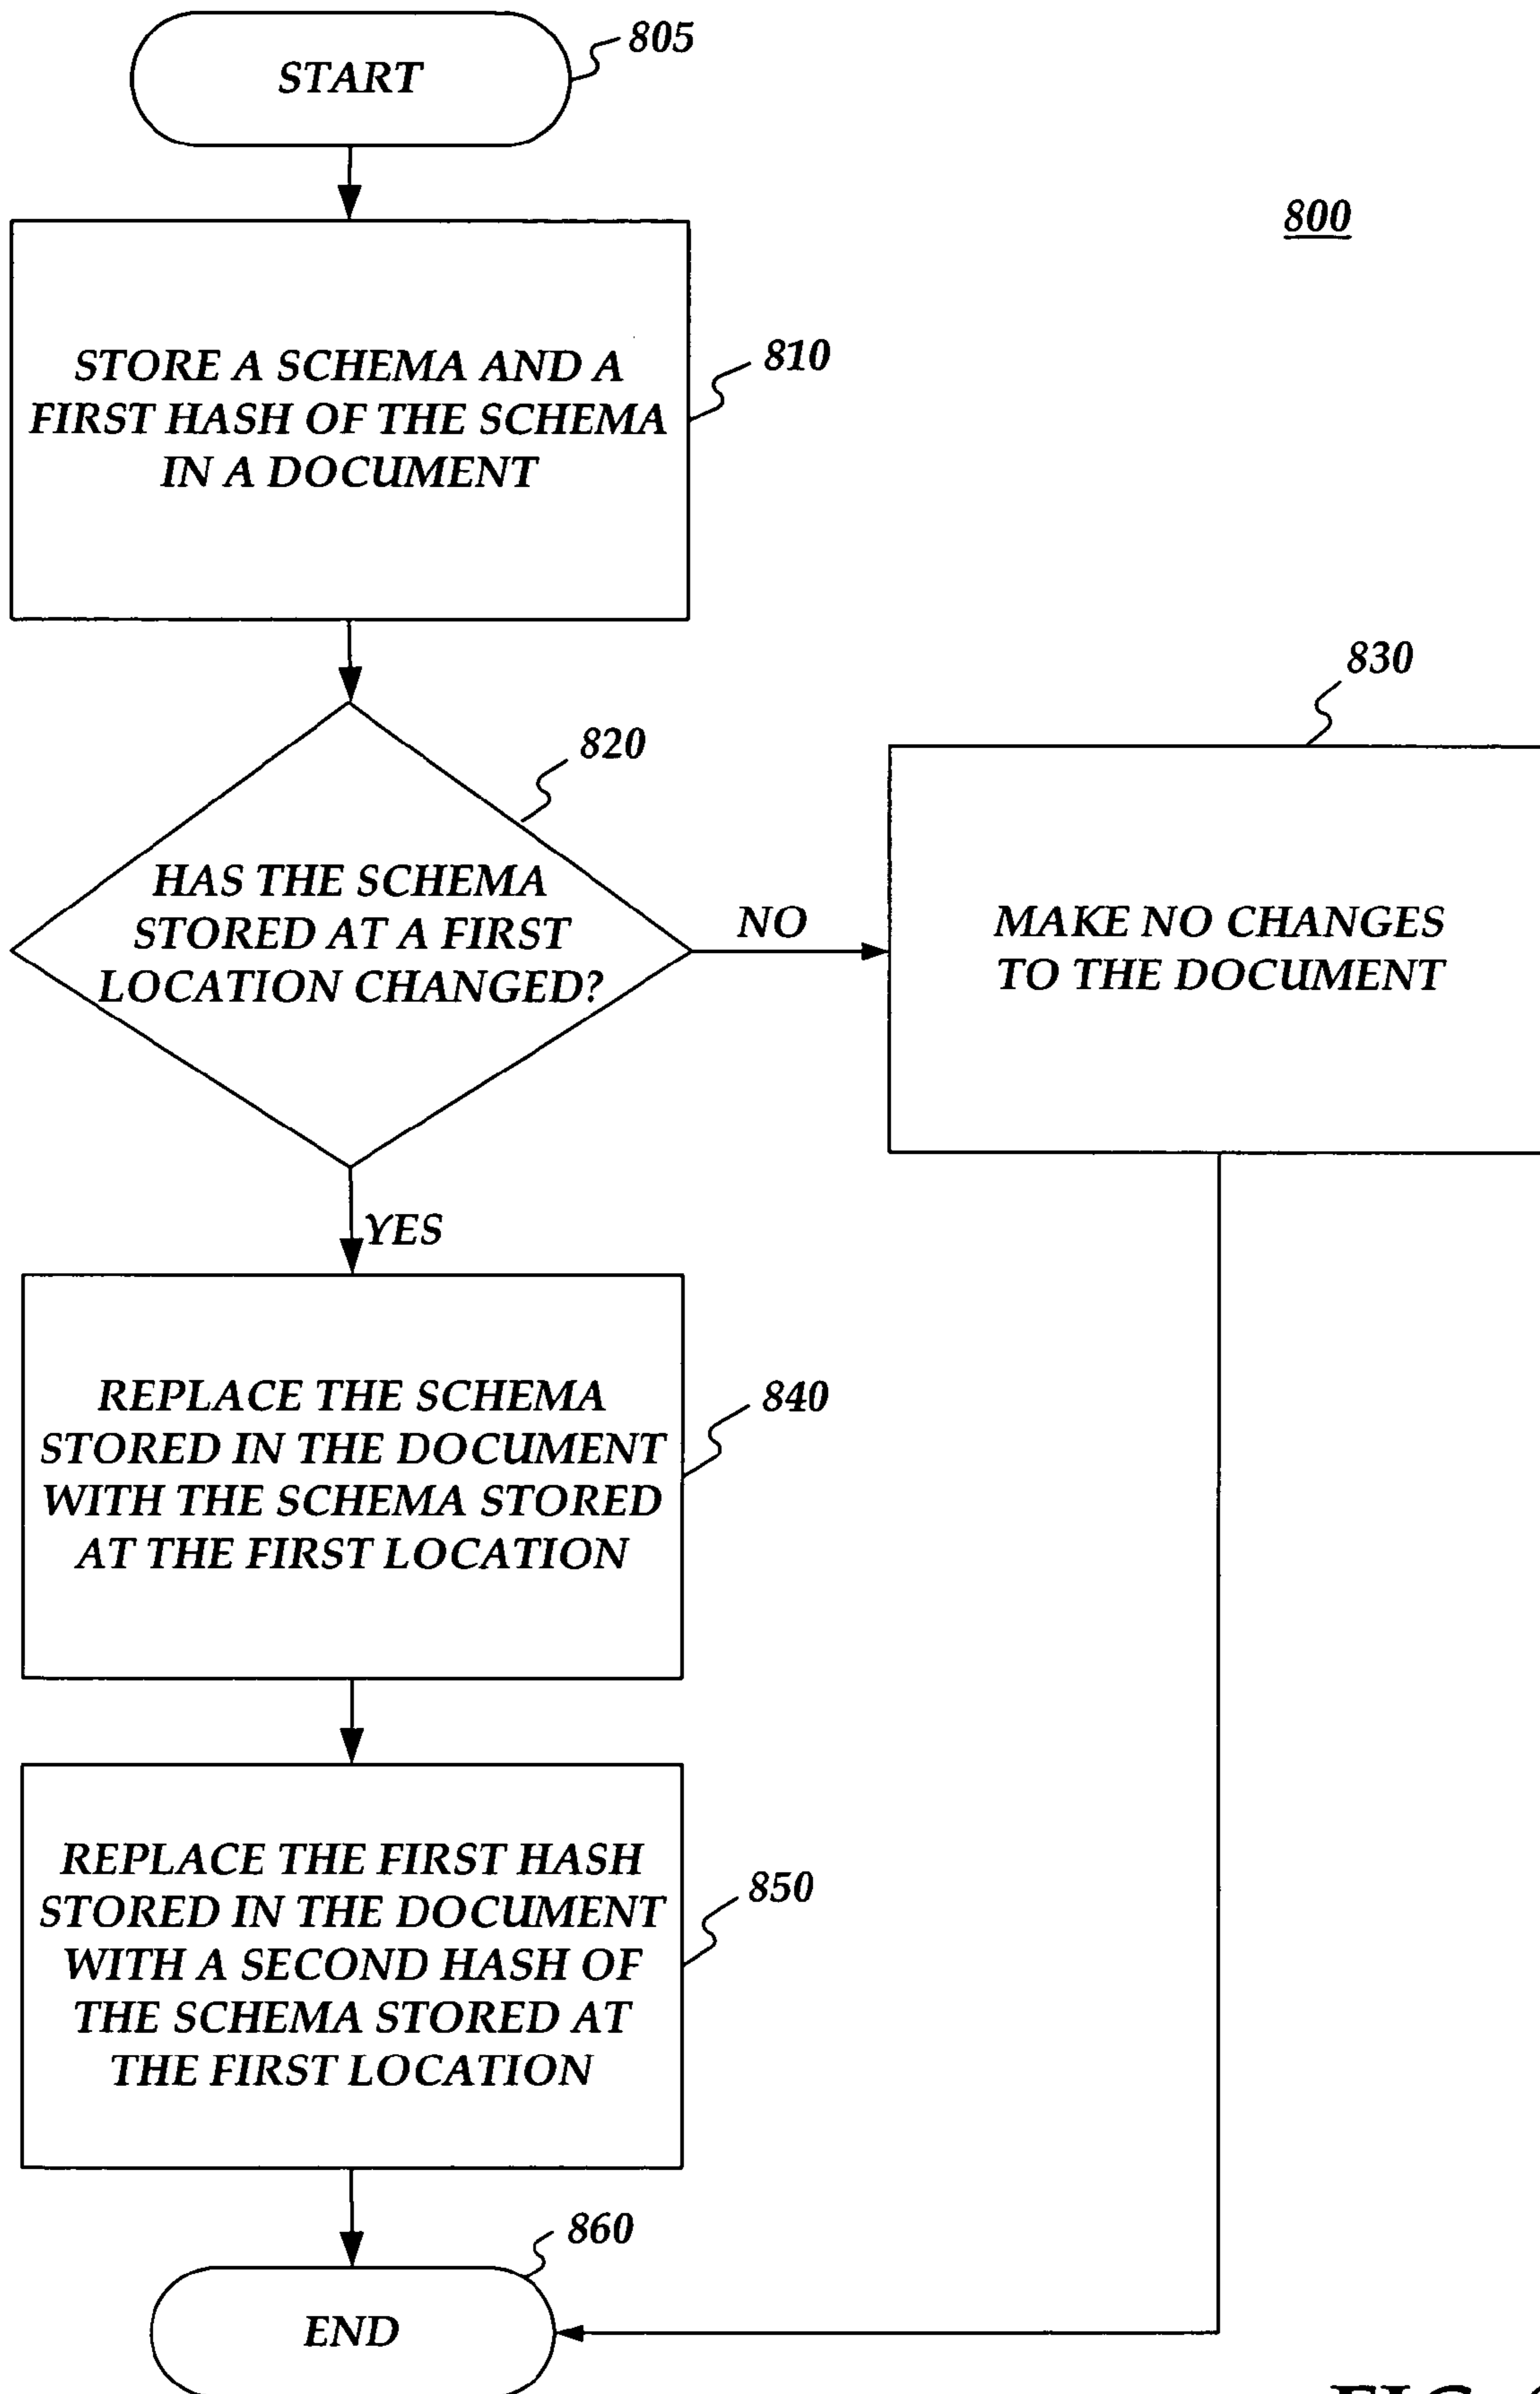 START
805
800
STORE A SCHEMA AND A
FIRST HASH OF THE SCHEMA
IN A DOCUMENT
810
HAS THE SCHEMA
STORED AT A FIRST
LOCATION CHANGED?
820
NO
830
MAKE NO CHANGES
TO THE DOCUMENT
YES
REPLACE THE SCHEMA
STORED IN THE DOCUMENT
WITH THE SCHEMA STORED
AT THE FIRST LOCATION
840
REPLACE THE FIRST HASH
STORED IN THE DOCUMENT
WITH A SECOND HASH OF
THE SCHEMA STORED AT
THE FIRST LOCATION
850
860
END